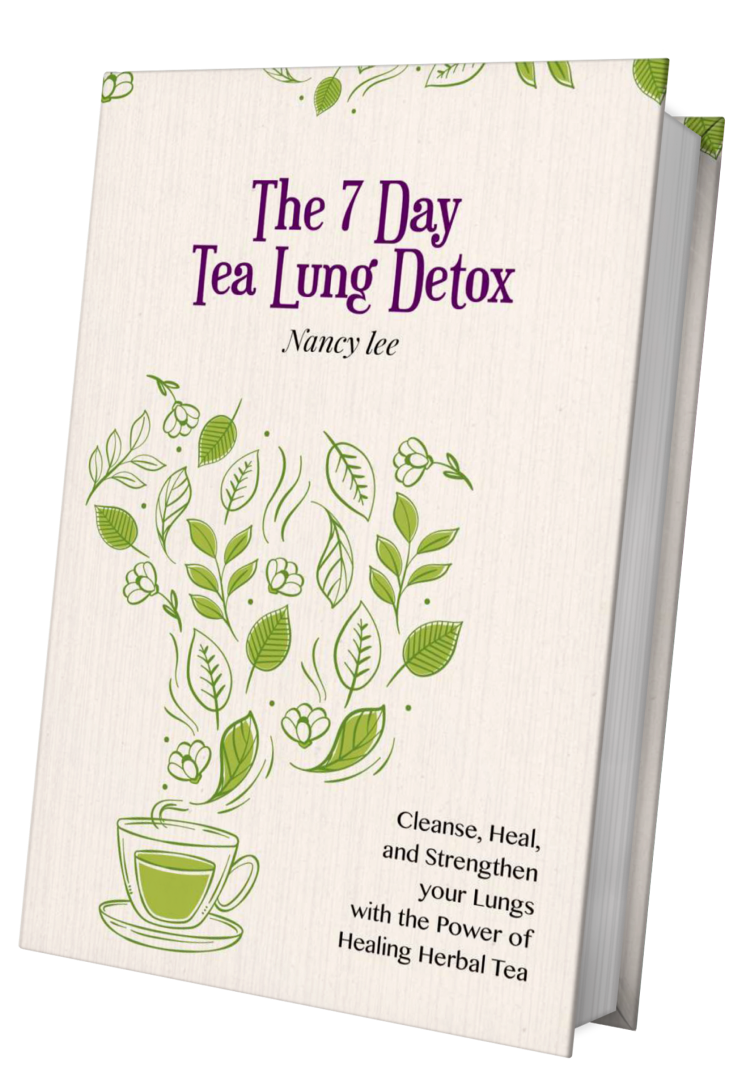 The 7 Day
Tea Lung Detox
Nancy lee
Cleanse, Heal,
and Strengthen
your Lungs
with the Power of
Healing Herbal Tea